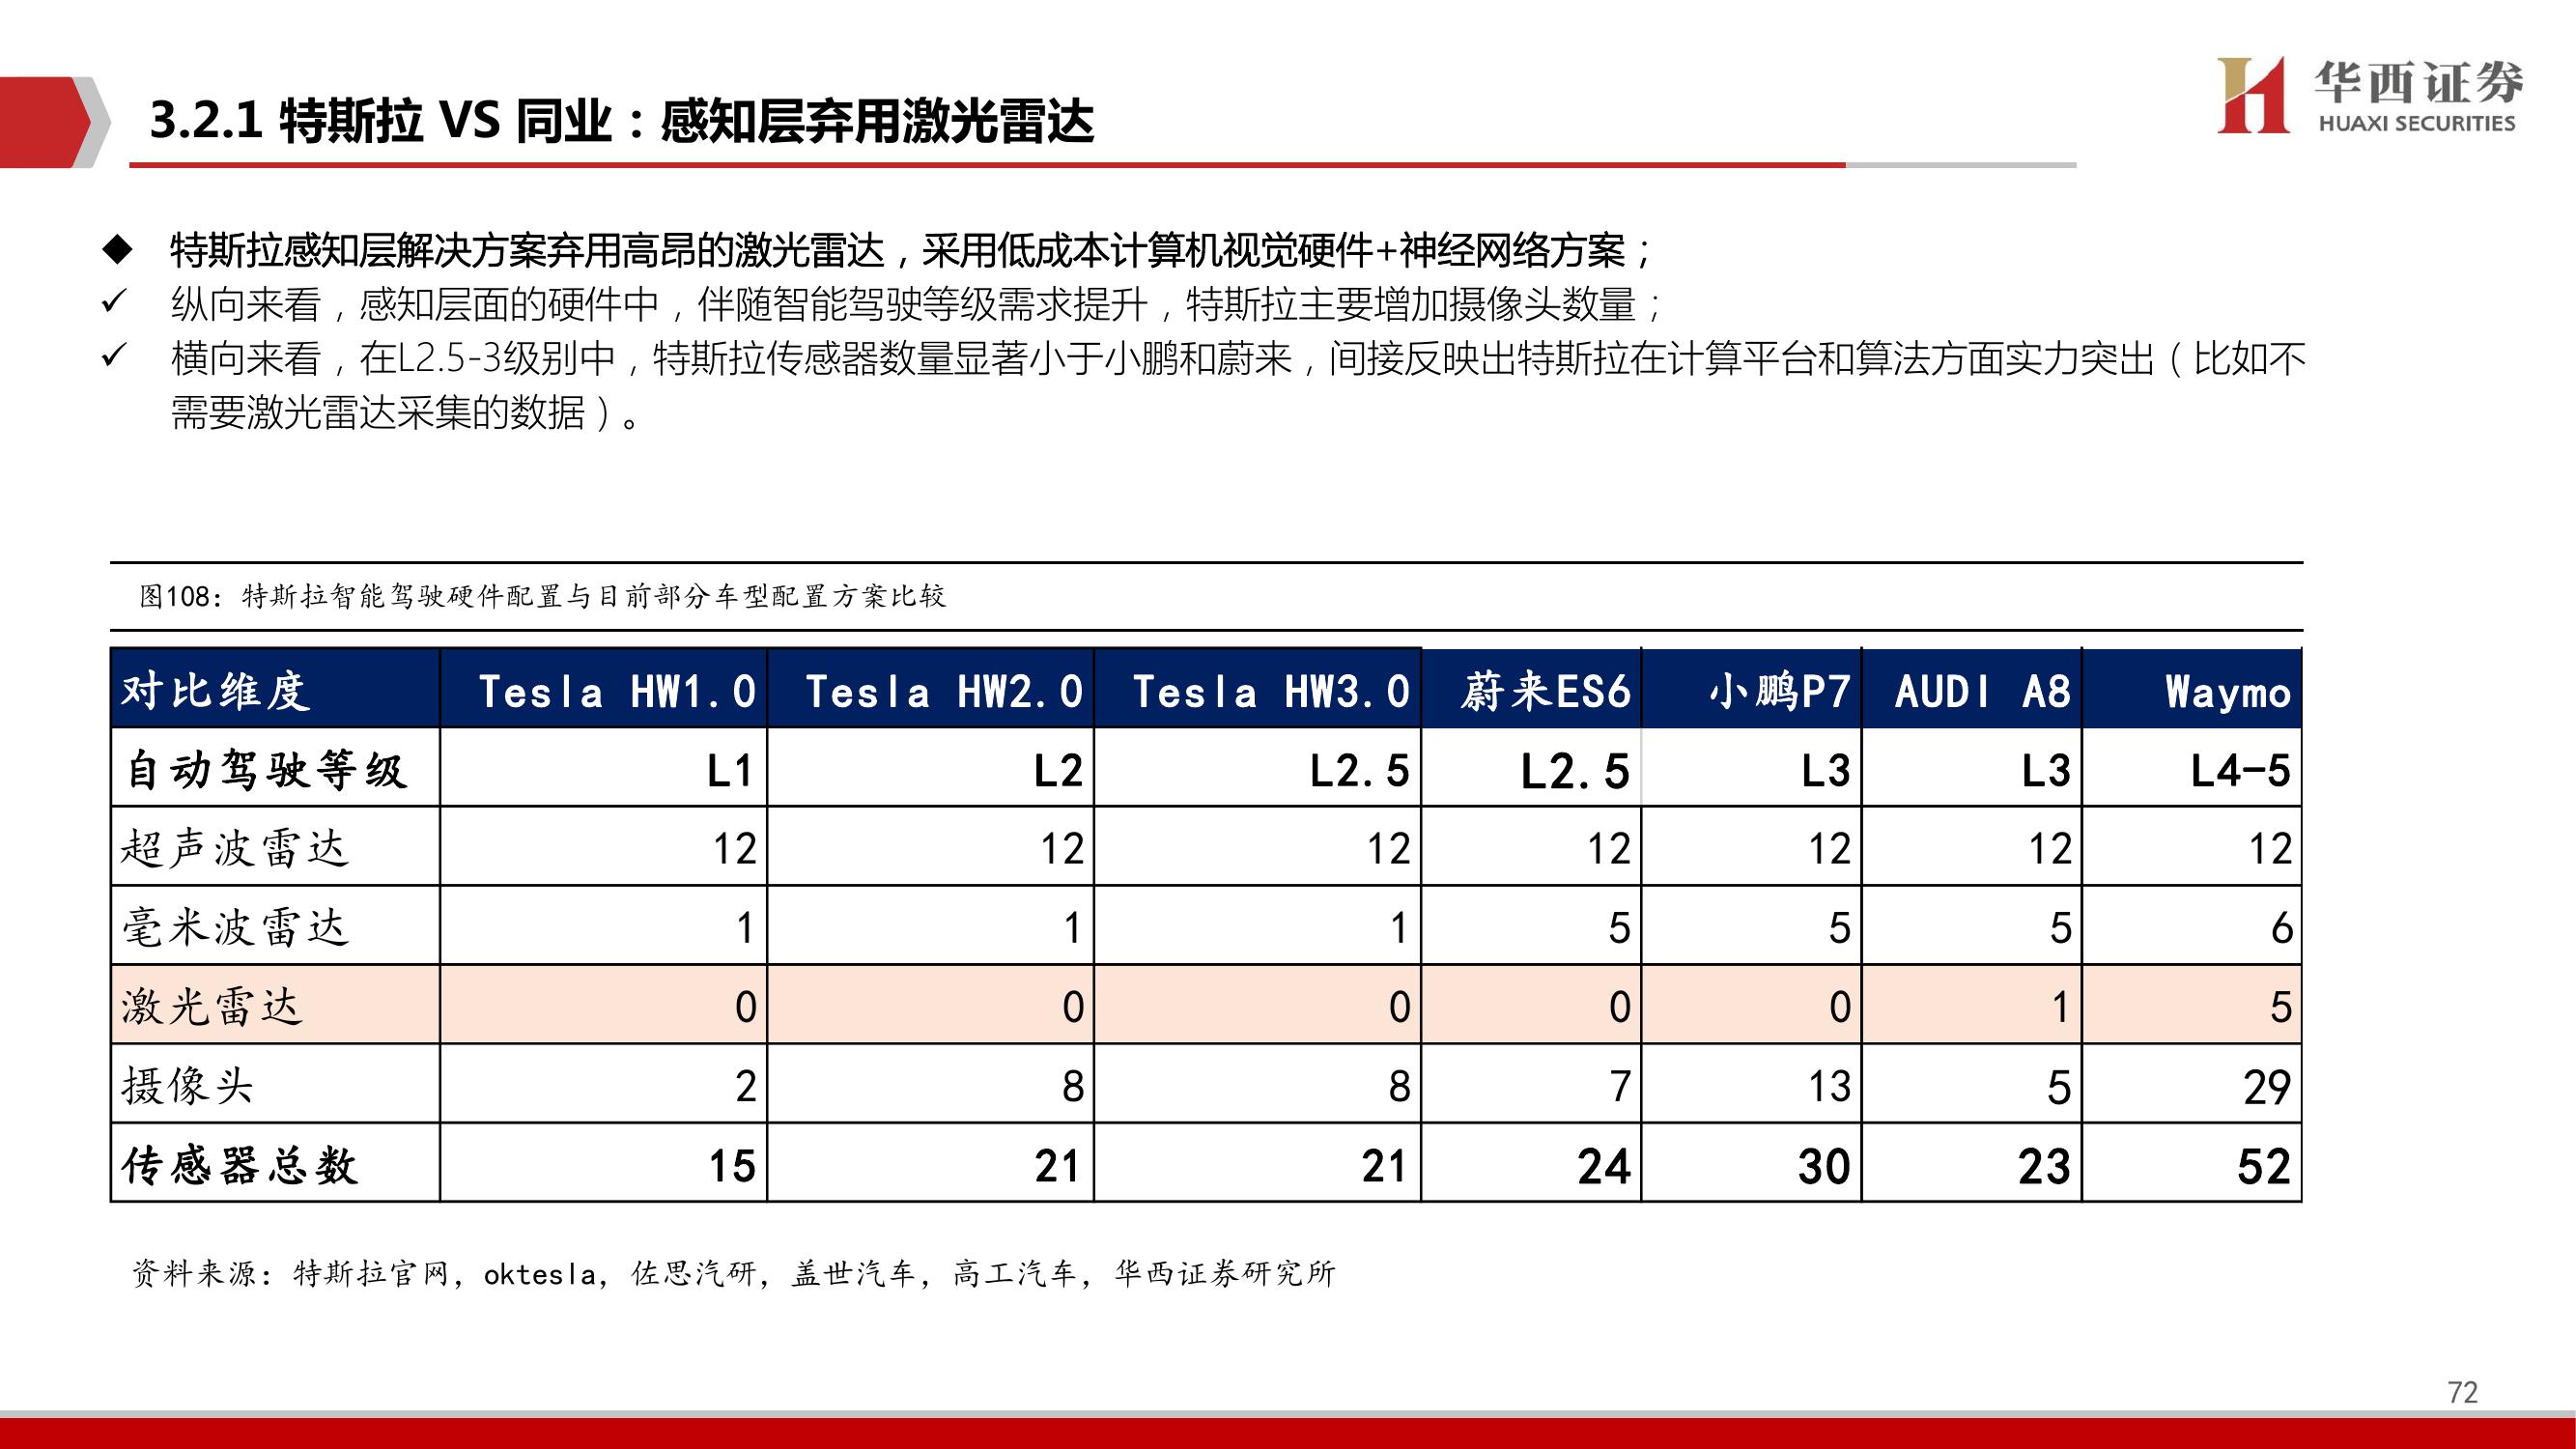 3.2.1 特斯拉 VS 同业：感知层弃用激光雷达
华西证券
HUAXI SECURITIES
◆ 特斯拉感知层解决方案弃用高昂的激光雷达，采用低成本计算机视觉硬件+神经网络方案；
✓ 纵向来看，感知层面的硬件中，伴随智能驾驶等级需求提升，特斯拉主要增加摄像头数量；
✓ 横向来看，在L2.5-3级别中，特斯拉传感器数量显著小于小鹏和蔚来，间接反映出特斯拉在计算平台和算法方面实力突出（比如不
需要激光雷达采集的数据）。
图108：特斯拉智能驾驶硬件配置与目前部分车型配置方案比较
对比维度 Tesla HW1.0 Tesla HW2.0 Tesla HW3.0 蔚来ES6 小鹏P7 AUDI A8 Waymo
自动驾驶等级 L1 L2 L2.5 L2.5 L3 L3 L4-5
超声波雷达 12 12 12 12 12 12 12
毫米波雷达 1 1 1 5 5 5 6
激光雷达 0 0 0 0 0 1 5
摄像头 2 8 8 7 13 5 29
传感器总数 15 21 21 24 30 23 52
资料来源：特斯拉官网，oktesla，佐思汽研，盖世汽车，高工汽车，华西证券研究所
72